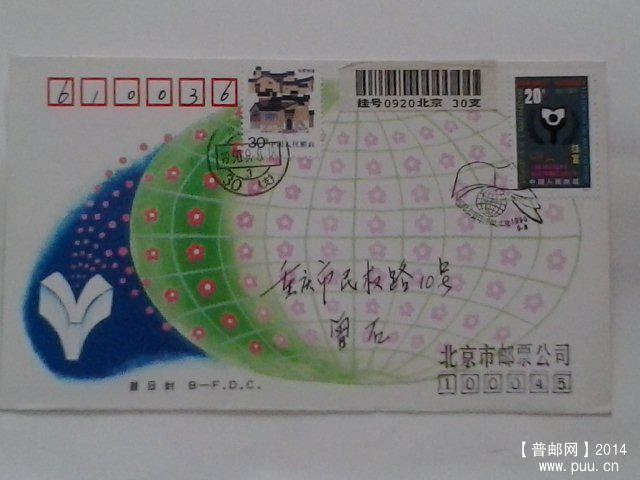 610036
挂号0920北京 30支
20分
中国人民邮政
30分
中国人民邮政
30
重庆市民权路10号
曾石
北京市邮票公司
100045
首日封 B—F.D.C.
【普邮网】2014
www.puu.cn